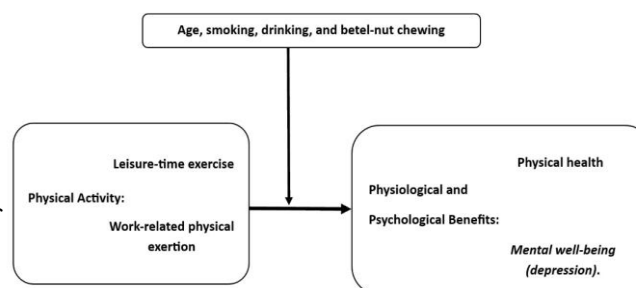 Age, smoking, drinking, and betel-nut chewing
Leisure-time exercise
Physical Activity:
Work-related physical
exertion
Physical health
Physiological and
Psychological Benefits:
Mental well-being
(depression).